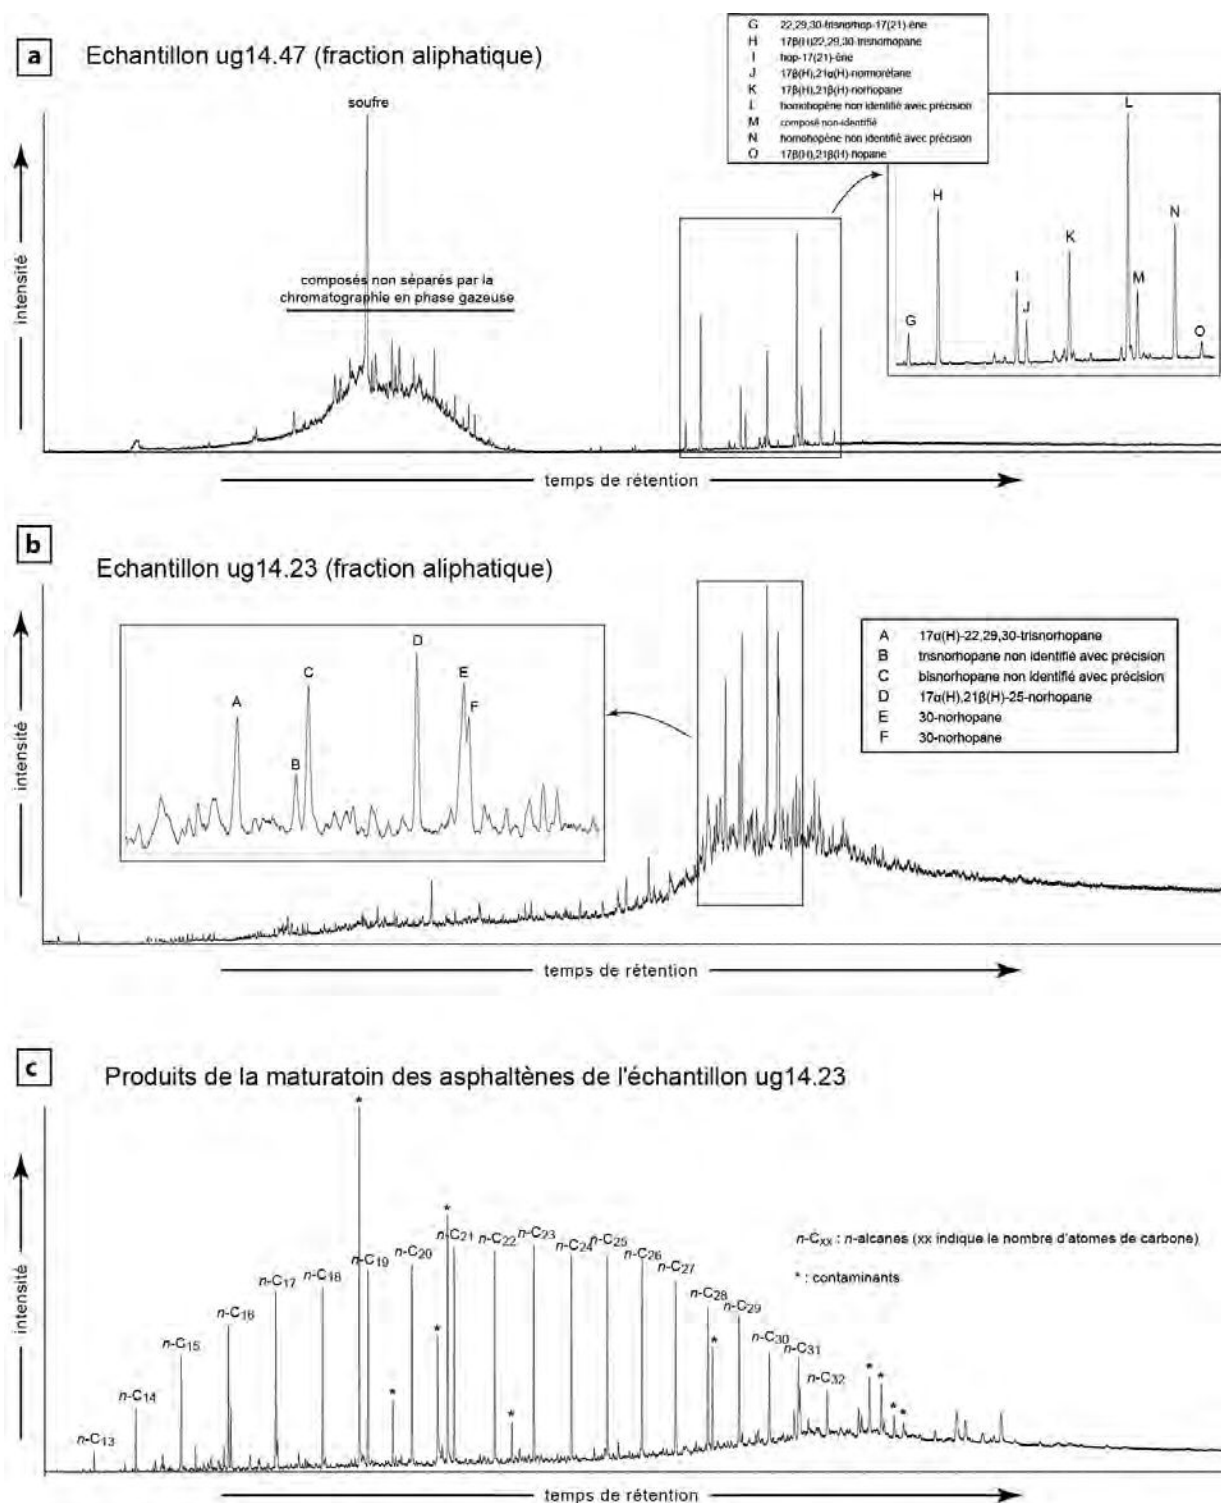 a
Echantillon ug14.47 (fraction aliphatique)
G 22,29,30-trisnorhop-17(21)-ène
H 17β(H)22,29,30-trisnorhopane
I hop-17(21)-ène
J 17β(H),21α(H)-normorétane
K 17β(H),21β(H)-norhopane
L homohopène non identifié avec précision
M composé non-identifié
N homohopène non identifié avec précision
O 17β(H),21β(H)-hopane
soufre
composés non séparés par la
chromatographie en phase gazeuse
G
H
I
J
K
L
M
N
O
intensité
temps de rétention
b
Echantillon ug14.23 (fraction aliphatique)
A
B
C
D
E
F
A 17α(H)-22,29,30-trisnorhopane
B trisnorhopane non identifié avec précision
C bisnorhopane non identifié avec précision
D 17α(H),21β(H)-25-norhopane
E 30-norhopane
F 30-norhopane
intensité
temps de rétention
c
Produits de la maturatoin des asphaltènes de l'échantillon ug14.23
n-C13
n-C14
n-C15
n-C16
n-C17
n-C18
*
n-C19
*
n-C20
*
*
n-C21
n-C22
*
n-C23
n-C24
n-C25
n-C26
n-C27
n-C28
*
n-C29
n-C30
n-C31
n-C32
*
*
*
*
n-Cxx : n-alcanes (xx indique le nombre d'atomes de carbone)
* : contaminants
intensité
temps de rétention